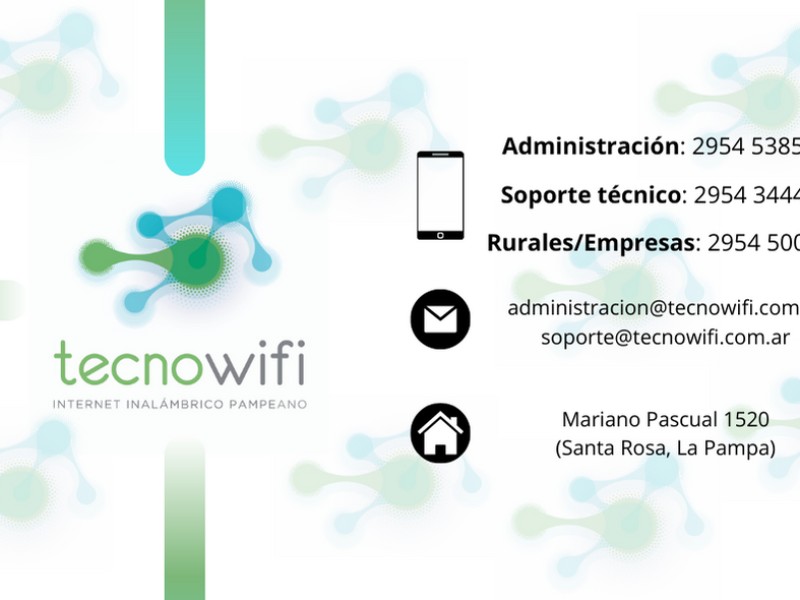 tecnowifi
INTERNET INALÁMBRICO PAMPEANO
Administración: 2954 5385
Soporte técnico: 2954 3444
Rurales/Empresas: 2954 500
administracion@tecnowifi.com
soporte@tecnowifi.com.ar
Mariano Pascual 1520
(Santa Rosa, La Pampa)